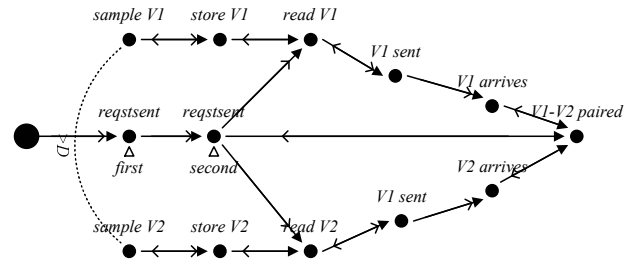 sample V1 store V1 read V1
V1 sent
V1 arrives
reqstsent reqstsent V1-V2 paired
>D
first second V2 arrives
V1 sent
sample V2 store V2 read V2